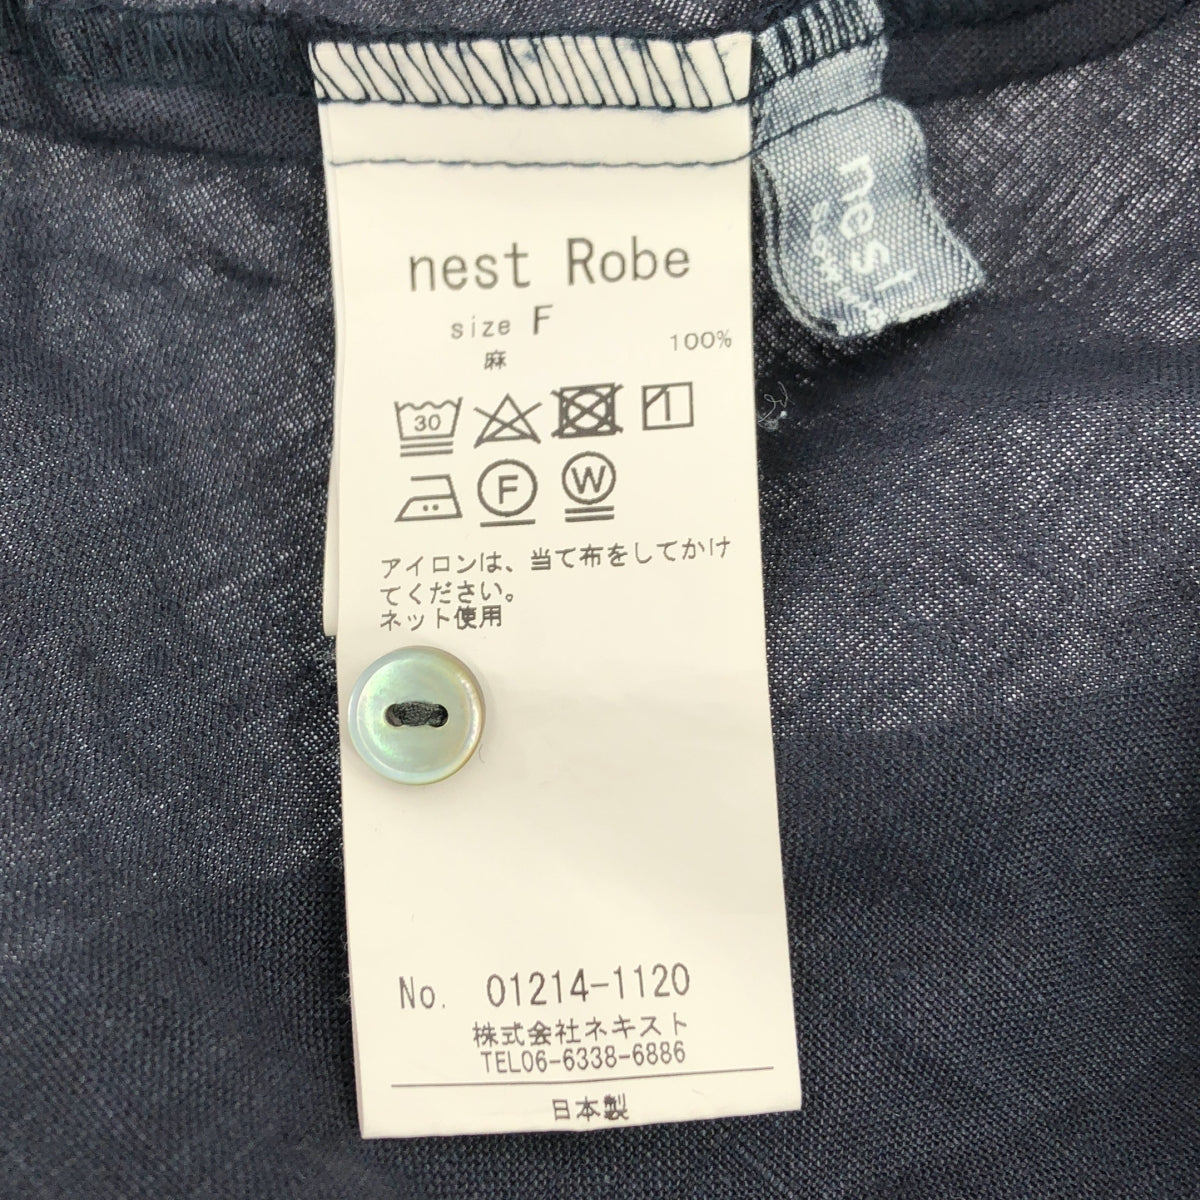 nest Robe
size F
麻 100%
30
F W
アイロンは、当て布をしてかけ
てください。
ネット使用
No. 01214-1120
株式会社ネキスト
TEL06-6338-6886
日本製
nest